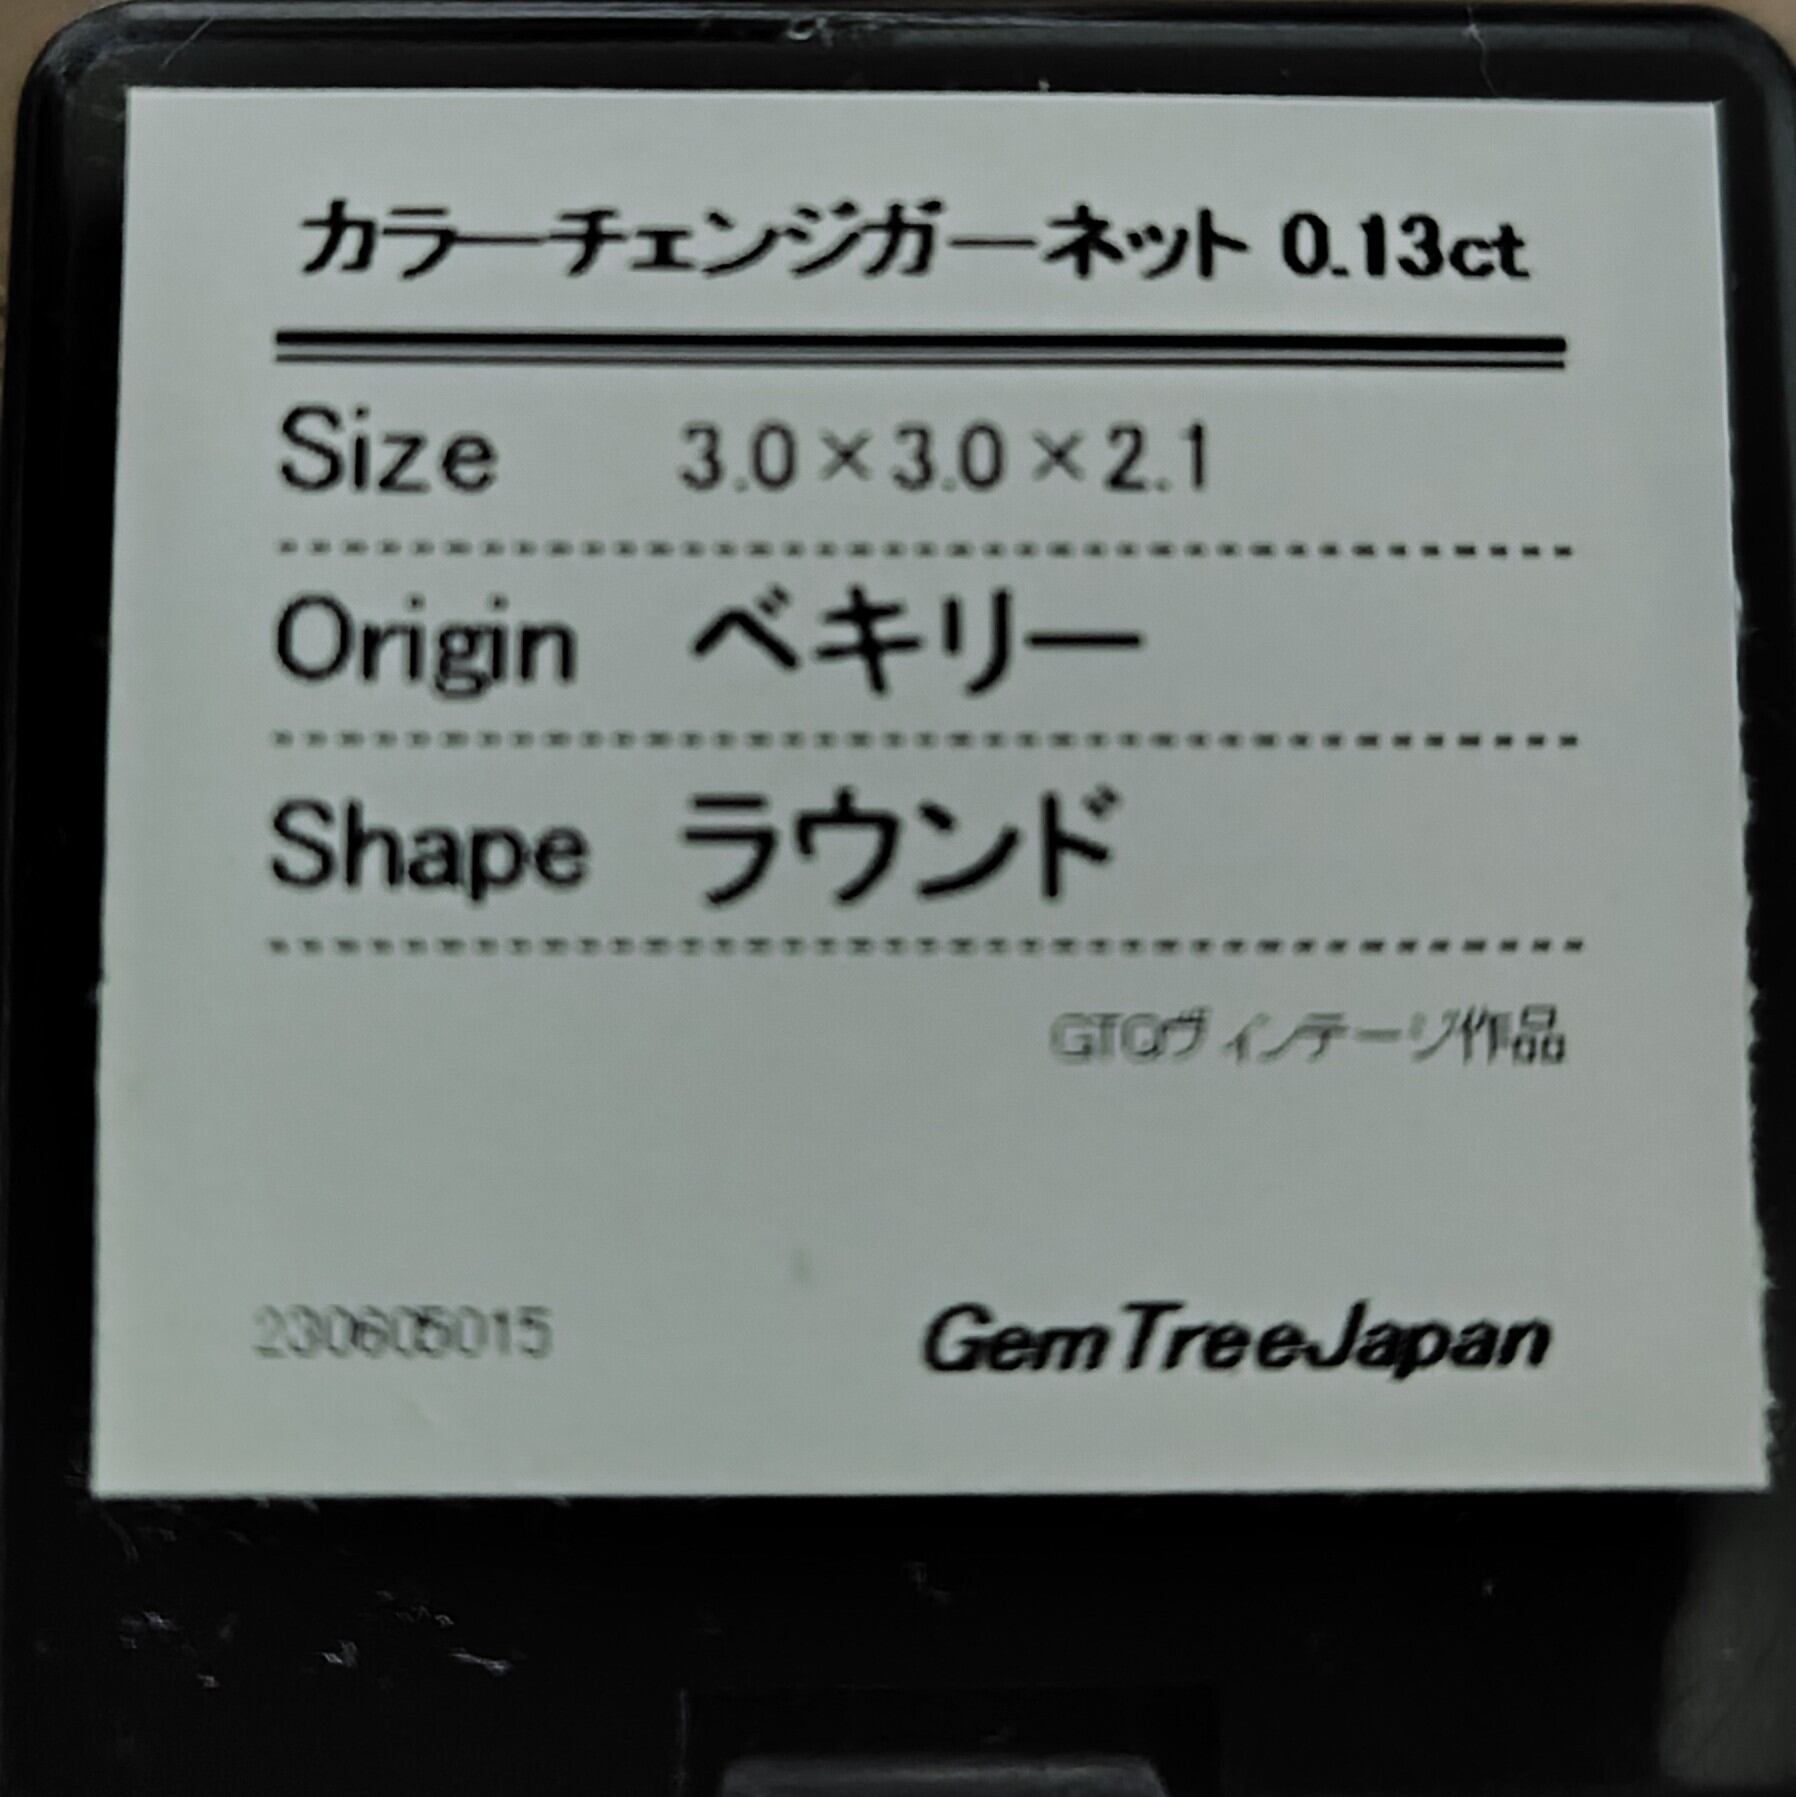 カラーチェンジガーネット 0.13ct
Size 3.0×3.0×2.1
Origin ベキリー
Shape ラウンド
GTQヴィンテージ作品
230605015 GemTreeJapan